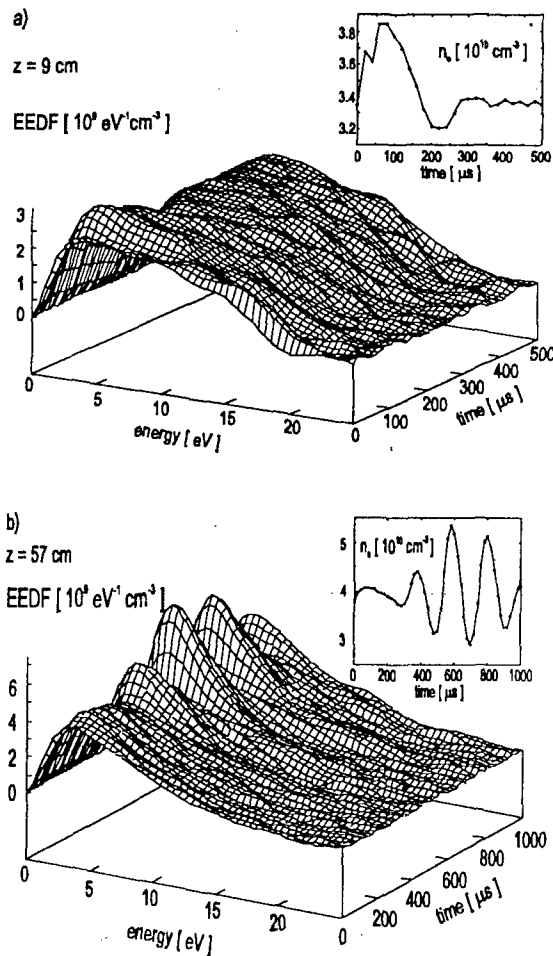 a)
z = 9 cm
EEDF [ 10⁹ eV⁻¹cm⁻³ ]
3.8
3.6
3.4
3.2
nₑ [ 10¹⁰ cm⁻³ ]
0 100 200 300 400 500
time [ µs ]
3
2
1
0
0 5 10 15 20
energy [ eV ]
0 100 200 300 400 500
time [ µs ]
b)
z = 57 cm
EEDF [ 10⁹ eV⁻¹ cm⁻³ ]
5
4
3
nₑ [ 10¹⁰ cm⁻³ ]
0 200 400 600 800 1000
time [ µs ]
6
4
2
0
0 5 10 15 20
energy [ eV ]
0 200 400 600 800 1000
time [ µs ]